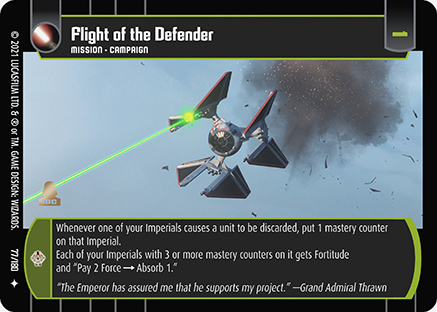 Flight of the Defender
MISSION - CAMPAIGN
© 2021 LUCASFILM LTD. & ® OR TM. GAME DESIGN: WIZARDS.
77/180
IDC
Whenever one of your Imperials causes a unit to be discarded, put 1 mastery counter
on that Imperial.
Each of your Imperials with 3 or more mastery counters on it gets Fortitude
and "Pay 2 Force → Absorb 1."
"The Emperor has assured me that he supports my project." —Grand Admiral Thrawn